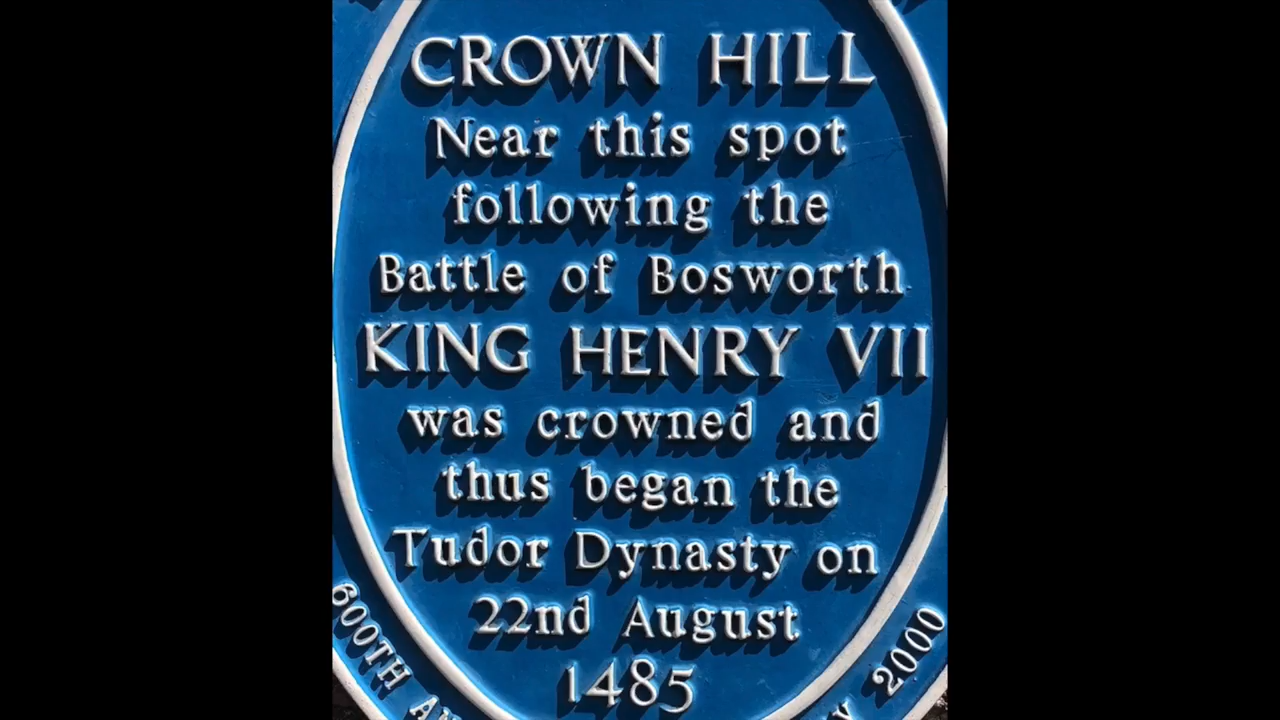 CROWN HILL
Near this spot
following the
Battle of Bosworth
KING HENRY VII
was crowned and
thus began the
Tudor Dynasty on
22nd August
1485
600TH
2000